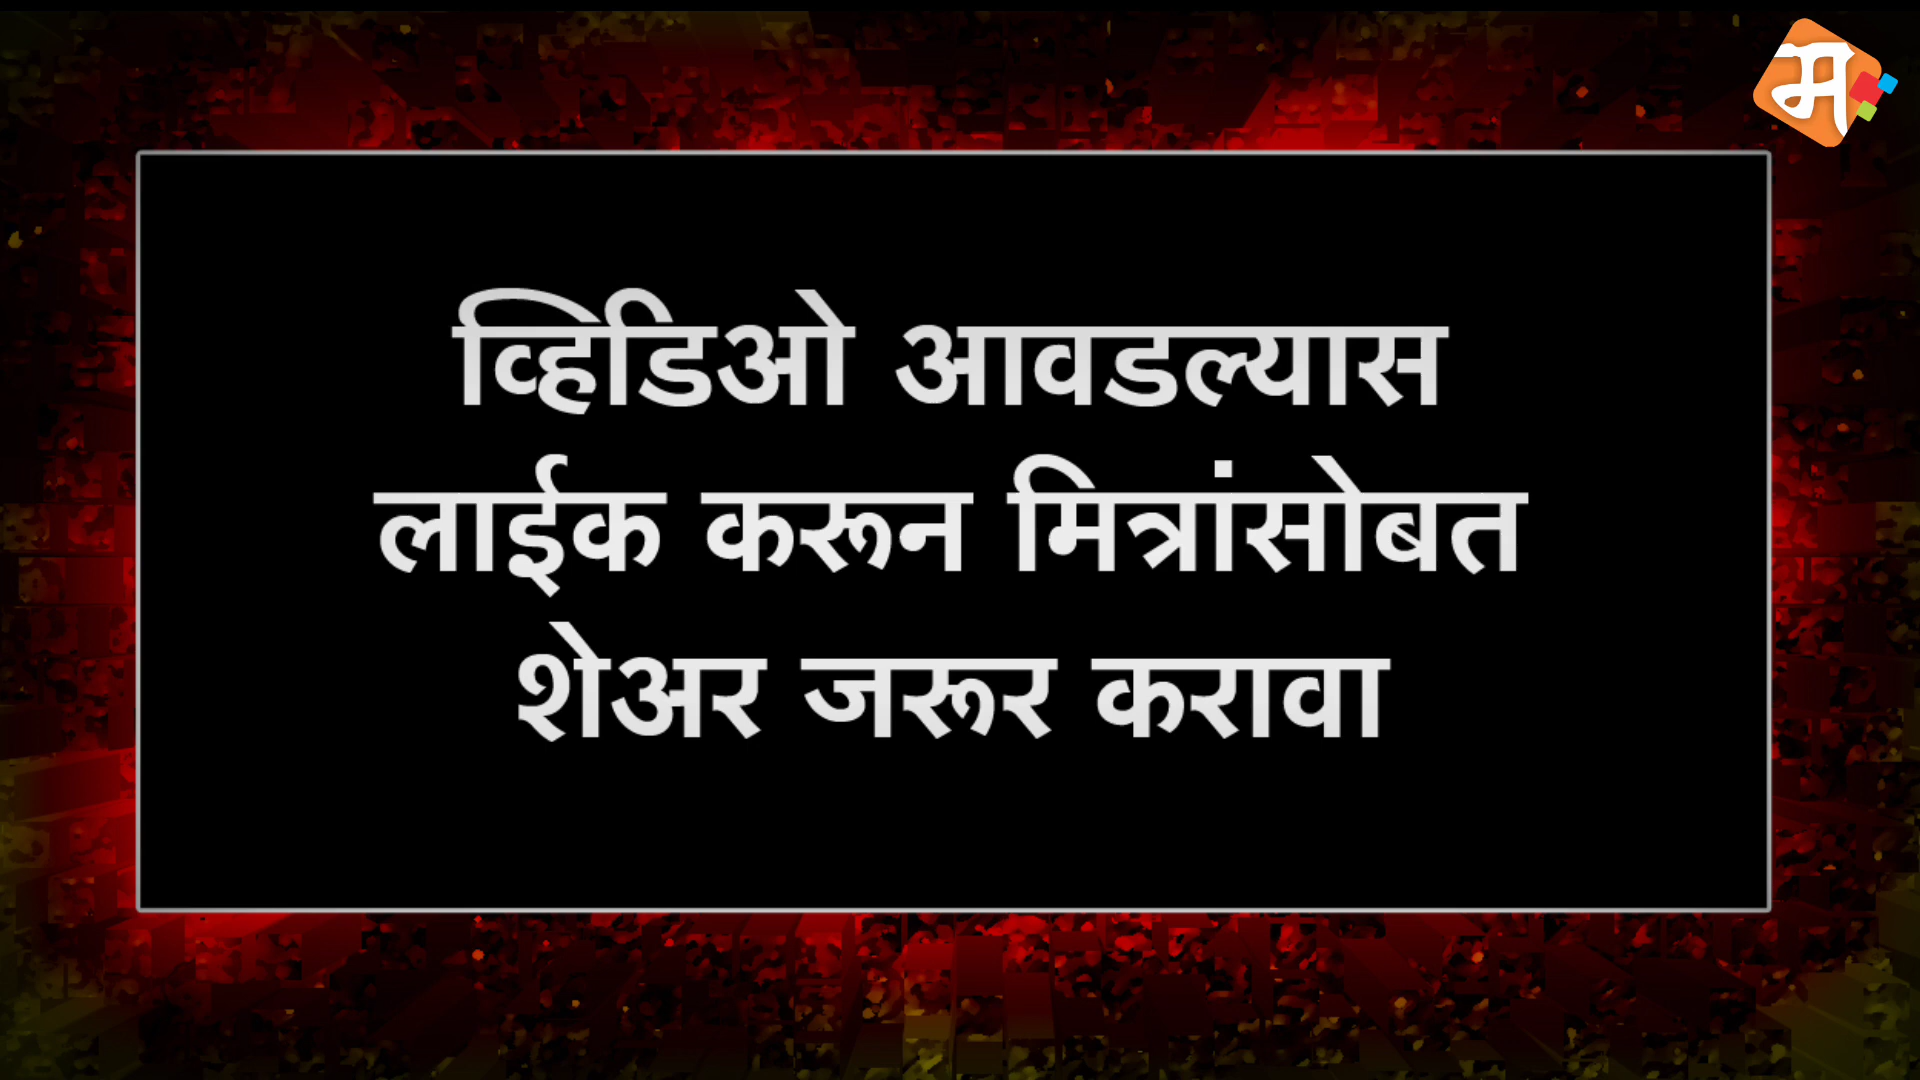 म
व्हिडिओ आवडल्यास
लाईक करून मित्रांसोबत
शेअर जरूर करावा